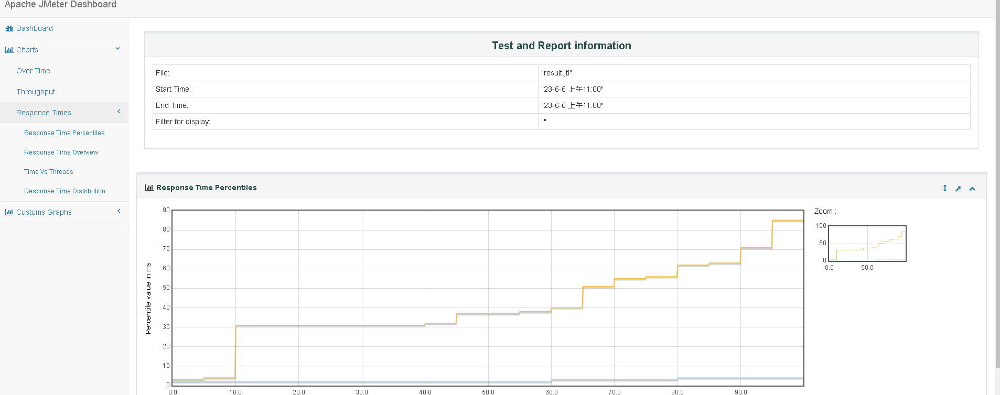 Apache JMeter Dashboard
Dashboard
Charts
Over Time
Throughput
Response Times
Response Time Percentiles
Response Time Overview
Time Vs Threads
Response Time Distribution
Customs Graphs
Test and Report information
File: "result.jtl"
Start Time: "23-6-6 上午11:00"
End Time: "23-6-6 上午11:00"
Filter for display: ""
Response Time Percentiles
Percentile value in ms
90
80
70
60
50
40
30
20
10
0
0.0 10.0 20.0 30.0 40.0 50.0 60.0 70.0 80.0 90.0
Zoom :
100
50
0
0.0 50.0